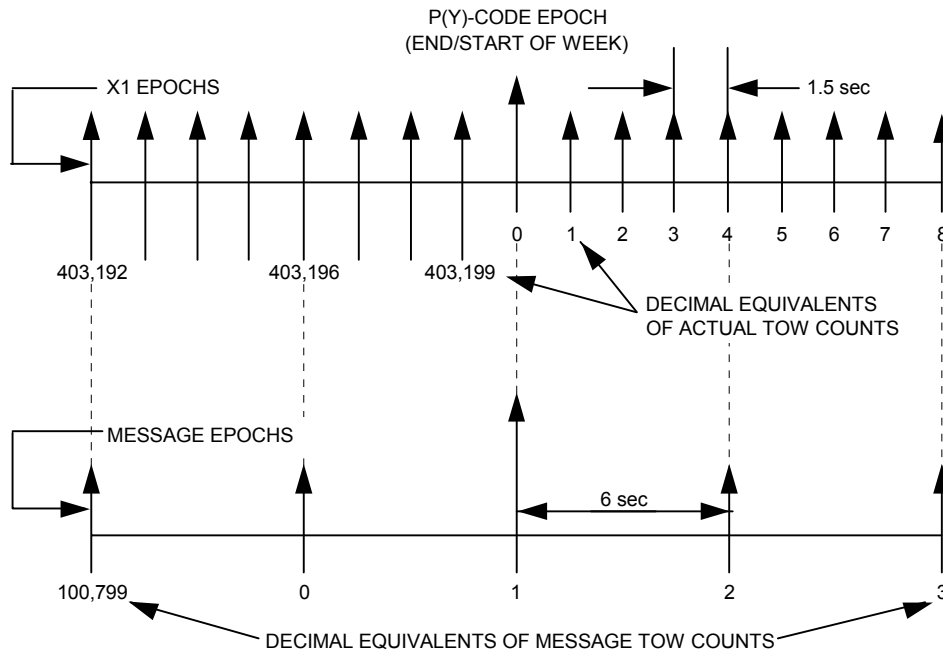 P(Y)-CODE EPOCH
(END/START OF WEEK)
X1 EPOCHS
1.5 sec
0
1
2
3
4
5
6
7
8
403,192
403,196
403,199
DECIMAL EQUIVALENTS
OF ACTUAL TOW COUNTS
MESSAGE EPOCHS
6 sec
100,799
0
1
2
3
DECIMAL EQUIVALENTS OF MESSAGE TOW COUNTS